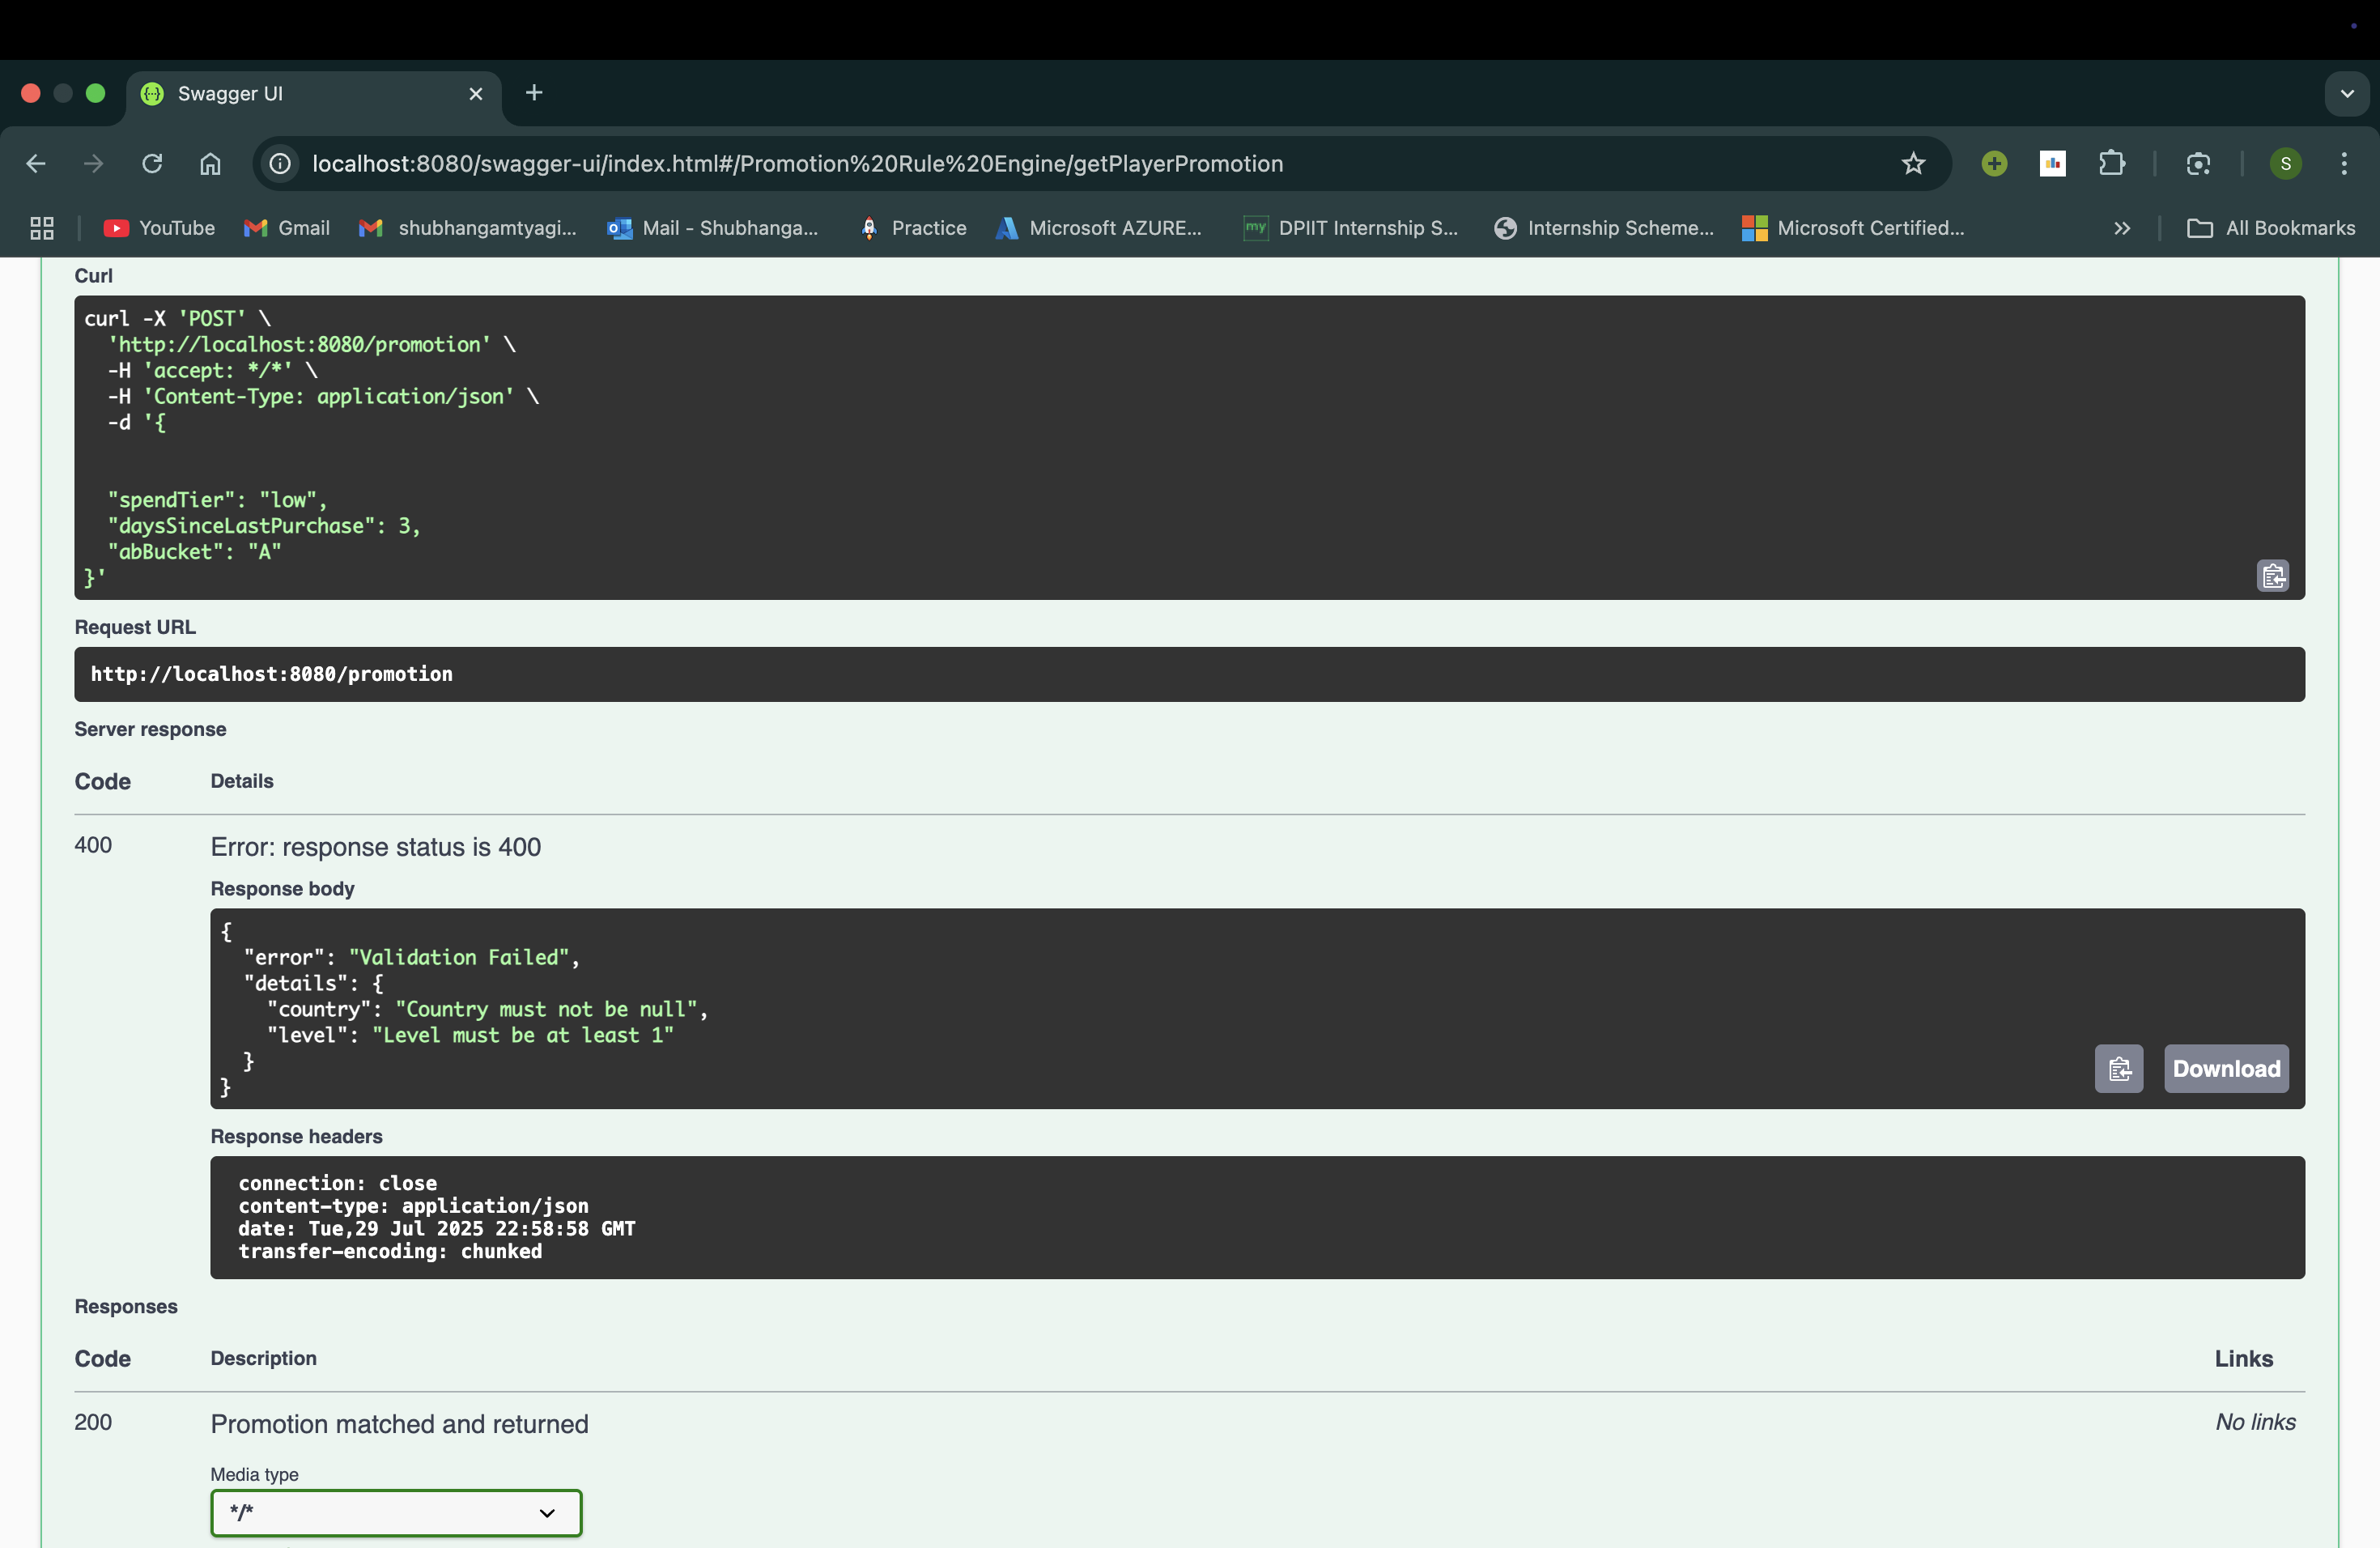 Swagger UI
localhost:8080/swagger-ui/index.html#/Promotion%20Rule%20Engine/getPlayerPromotion
S
YouTube Gmail shubhangamtyagi... Mail - Shubhanga... Practice Microsoft AZURE... my DPIIT Internship S... Internship Scheme... Microsoft Certified... All Bookmarks
Curl
curl -X 'POST' \
'http://localhost:8080/promotion' \
-H 'accept: */*' \
-H 'Content-Type: application/json' \
-d '{
"spendTier": "low",
"daysSinceLastPurchase": 3,
"abBucket": "A"
}'
Request URL
http://localhost:8080/promotion
Server response
Code Details
400 Error: response status is 400
Response body
{
"error": "Validation Failed",
"details": {
"country": "Country must not be null",
"level": "Level must be at least 1"
}
}
Download
Response headers
connection: close
content-type: application/json
date: Tue,29 Jul 2025 22:58:58 GMT
transfer-encoding: chunked
Responses
Code Description Links
200 Promotion matched and returned No links
Media type
*/*